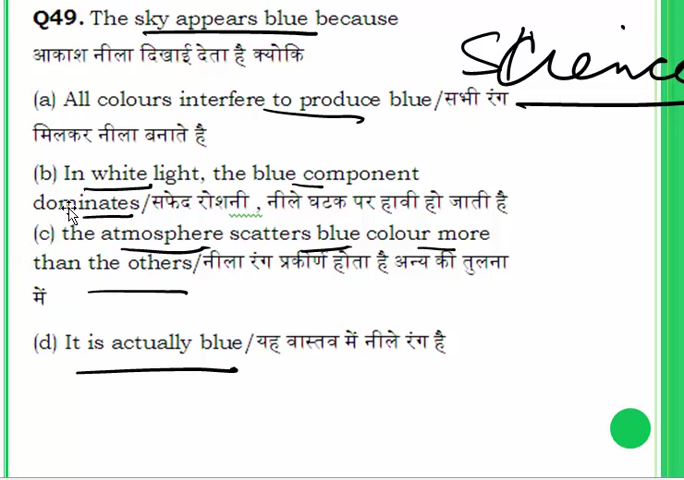 Q49. The sky appears blue because
आकाश नीला दिखाई देता है क्योकि
Science
(a) All colours interfere to produce blue/सभी रंग
मिलकर नीला बनाते है
(b) In white light, the blue component
dominates/सफेद रोशनी , नीले घटक पर हावी हो जाती है
(c) the atmosphere scatters blue colour more
than the others/नीला रंग प्रकीर्ण होता है अन्य की तुलना
में
(d) It is actually blue/यह वास्तव में नीले रंग है